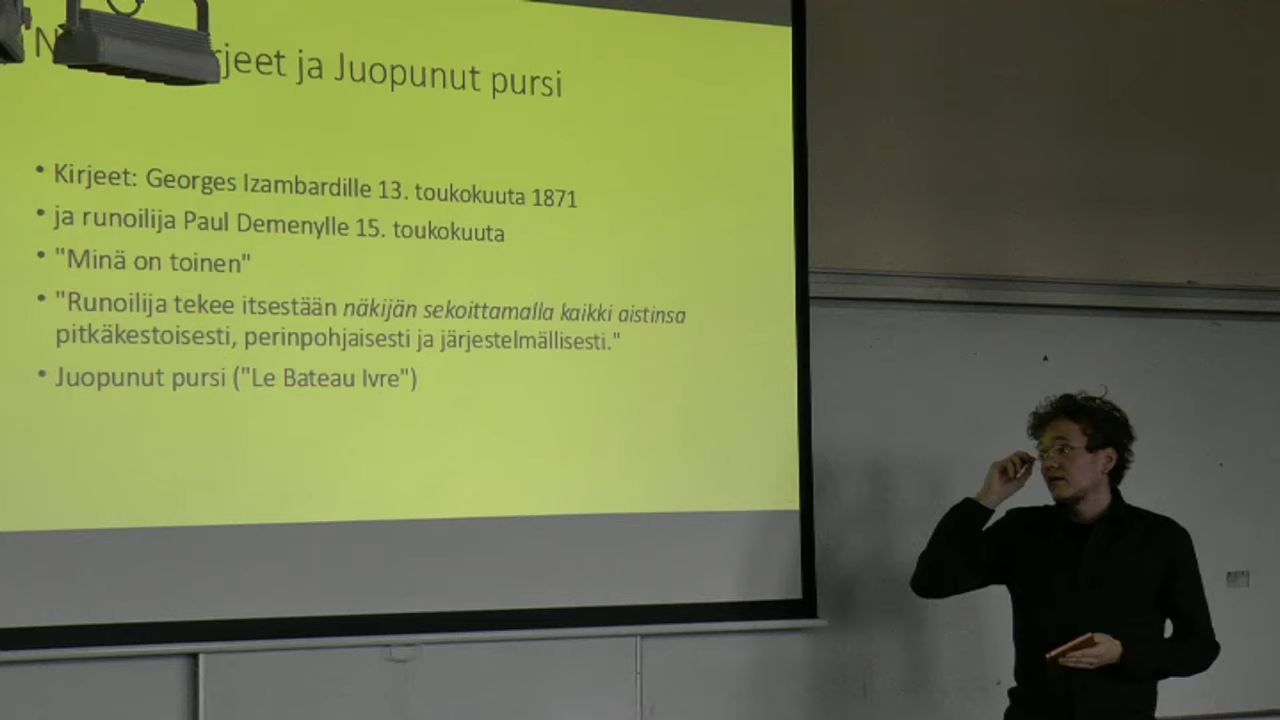 rjeet ja Juopunut pursi
• Kirjeet: Georges Izambardille 13. toukokuuta 1871
• ja runoilija Paul Demenylle 15. toukokuuta
• "Minä on toinen"
• "Runoilija tekee itsestään näkijän sekoittamalla kaikki aistinsa
pitkäkestoisesti, perinpohjaisesti ja järjestelmällisesti."
• Juopunut pursi ("Le Bateau Ivre")